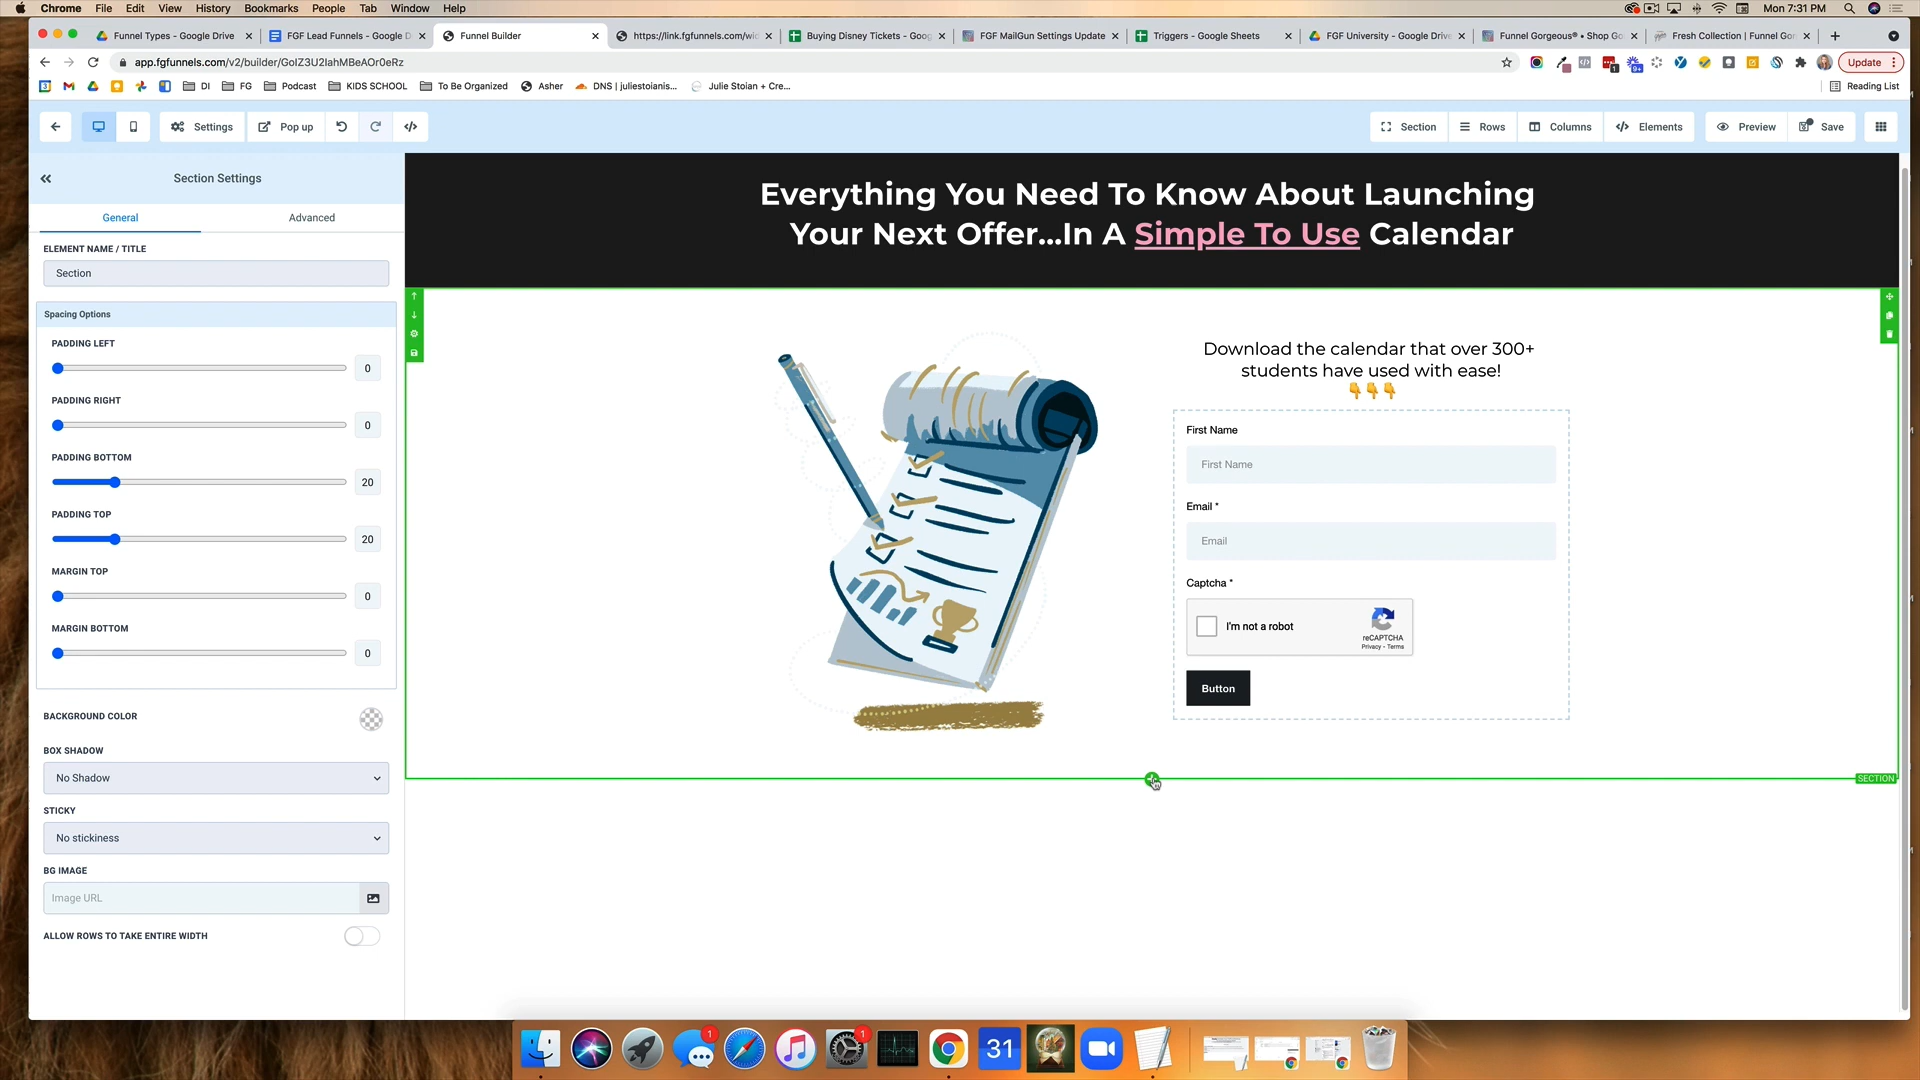 Chrome File Edit View History Bookmarks People Tab Window Help
Mon 7:31 PM
Funnel Types - Google Drive
FGF Lead Funnels - Google D
Funnel Builder
https://link.fgfunnels.com/wid
Buying Disney Tickets - Goog
FGF MailGun Settings Update
Triggers - Google Sheets
FGF University - Google Drive
Funnel Gorgeous® • Shop Go
Fresh Collection | Funnel Gor
app.fgfunnels.com/v2/builder/GoIZ3U2IahMBeAOr0eRz
Update
DI
FG
Podcast
KIDS SCHOOL
To Be Organized
Asher
DNS | juliestoianis...
Julie Stoian + Cre...
Reading List
Settings
Pop up
Section
Rows
Columns
Elements
Preview
Save
Section Settings
General
Advanced
ELEMENT NAME / TITLE
Section
Spacing Options
PADDING LEFT
0
PADDING RIGHT
0
PADDING BOTTOM
20
PADDING TOP
20
MARGIN TOP
0
MARGIN BOTTOM
0
BACKGROUND COLOR
BOX SHADOW
No Shadow
STICKY
No stickiness
BG IMAGE
Image URL
ALLOW ROWS TO TAKE ENTIRE WIDTH
Everything You Need To Know About Launching
Your Next Offer...In A Simple To Use Calendar
Download the calendar that over 300+
students have used with ease!
👇👇👇
First Name
First Name
Email *
Email
Captcha *
I'm not a robot
reCAPTCHA
Privacy - Terms
Button
SECTION
1
1
31